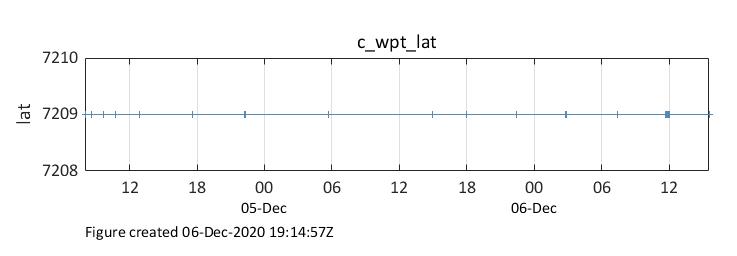 c_wpt_lat
7210
7209
7208
lat
12 18 00 06 12 18 00 06 12
05-Dec 06-Dec
Figure created 06-Dec-2020 19:14:57Z